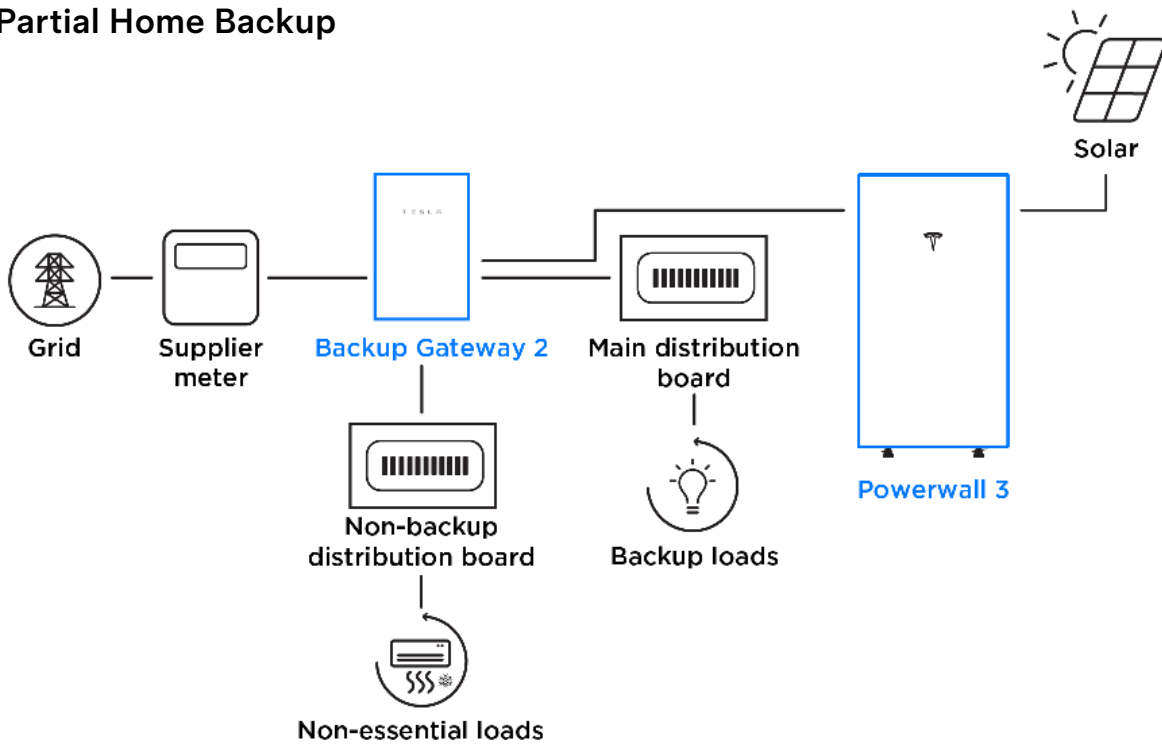 Partial Home Backup
Solar
TESLA
Grid
Supplier
meter
Backup Gateway 2
Main distribution
board
Powerwall 3
Non-backup
distribution board
Backup loads
Non-essential loads